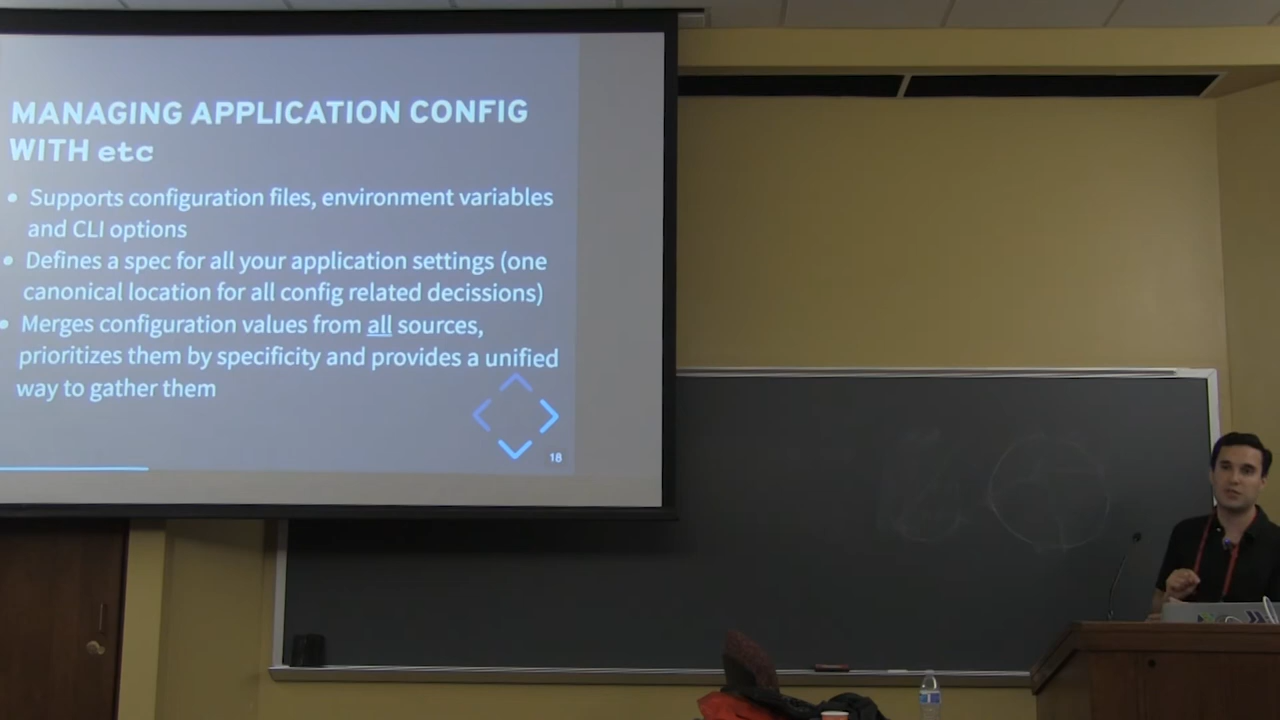 MANAGING APPLICATION CONFIG
WITH etc
• Supports configuration files, environment variables
and CLI options
• Defines a spec for all your application settings (one
canonical location for all config related decissions)
• Merges configuration values from all sources,
prioritizes them by specificity and provides a unified
way to gather them
18